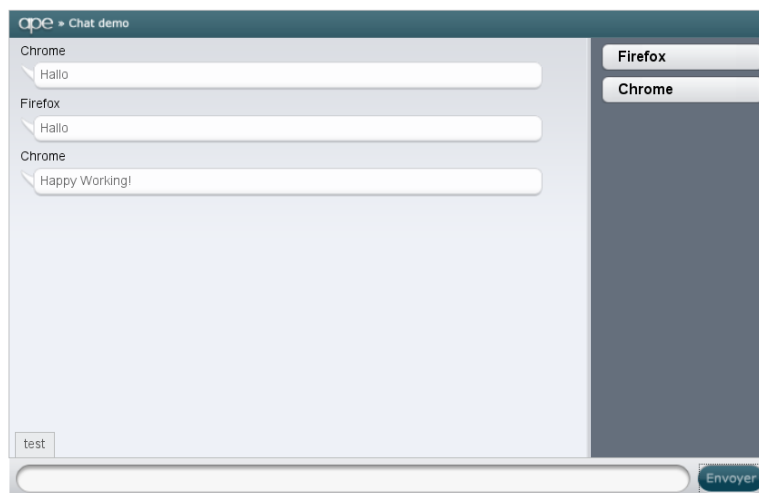 ape » Chat demo
Chrome
Hallo
Firefox
Hallo
Chrome
Happy Working!
test
Firefox
Chrome
Envoyer